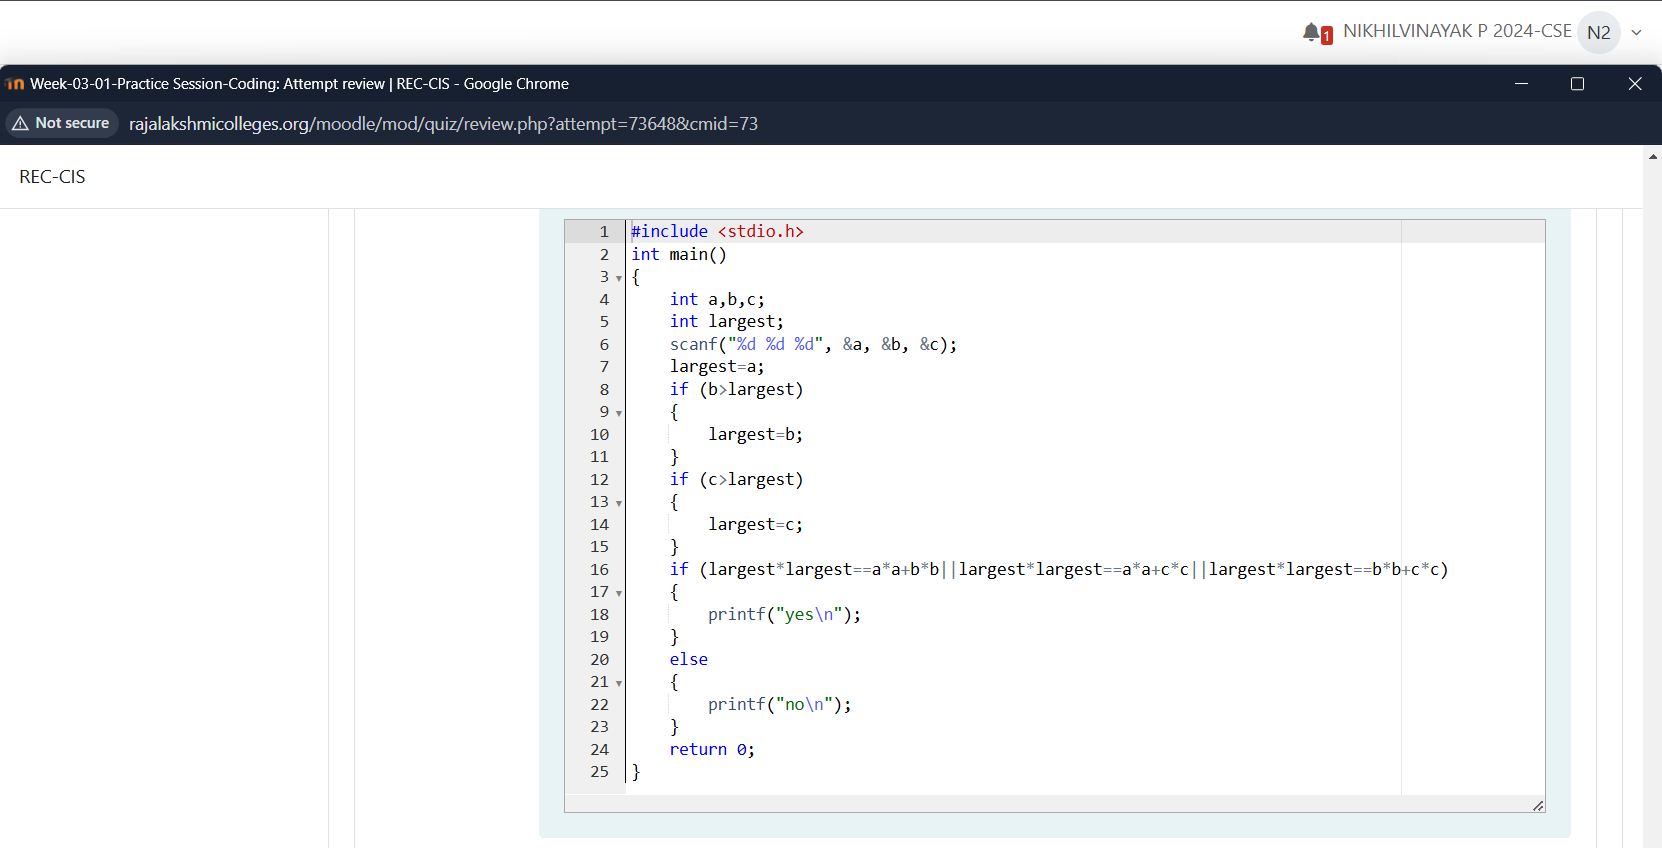 1 NIKHILVINAYAK P 2024-CSE N2
Week-03-01-Practice Session-Coding: Attempt review | REC-CIS - Google Chrome
Not secure rajalakshmicolleges.org/moodle/mod/quiz/review.php?attempt=73648&cmid=73
REC-CIS
1 #include <stdio.h>
2 int main()
3 {
4     int a,b,c;
5     int largest;
6     scanf("%d %d %d", &a, &b, &c);
7     largest=a;
8     if (b>largest)
9     {
10         largest=b;
11     }
12     if (c>largest)
13     {
14         largest=c;
15     }
16     if (largest*largest==a*a+b*b||largest*largest==a*a+c*c||largest*largest==b*b+c*c)
17     {
18         printf("yes\n");
19     }
20     else
21     {
22         printf("no\n");
23     }
24     return 0;
25 }